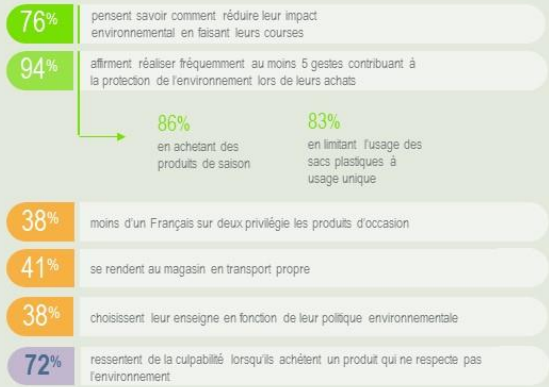 76% pensent savoir comment réduire leur impact
environnemental en faisant leurs courses
94% affirment réaliser fréquemment au moins 5 gestes contribuant à
la protection de l'environnement lors de leurs achats
86%
en achetant des
produits de saison
83%
en limitant l'usage des
sacs plastiques à
usage unique
38% moins d'un Français sur deux privilégie les produits d'occasion
41% se rendent au magasin en transport propre
38% choisissent leur enseigne en fonction de leur politique environnementale
72% ressentent de la culpabilité lorsqu'ils achètent un produit qui ne respecte pas
l'environnement